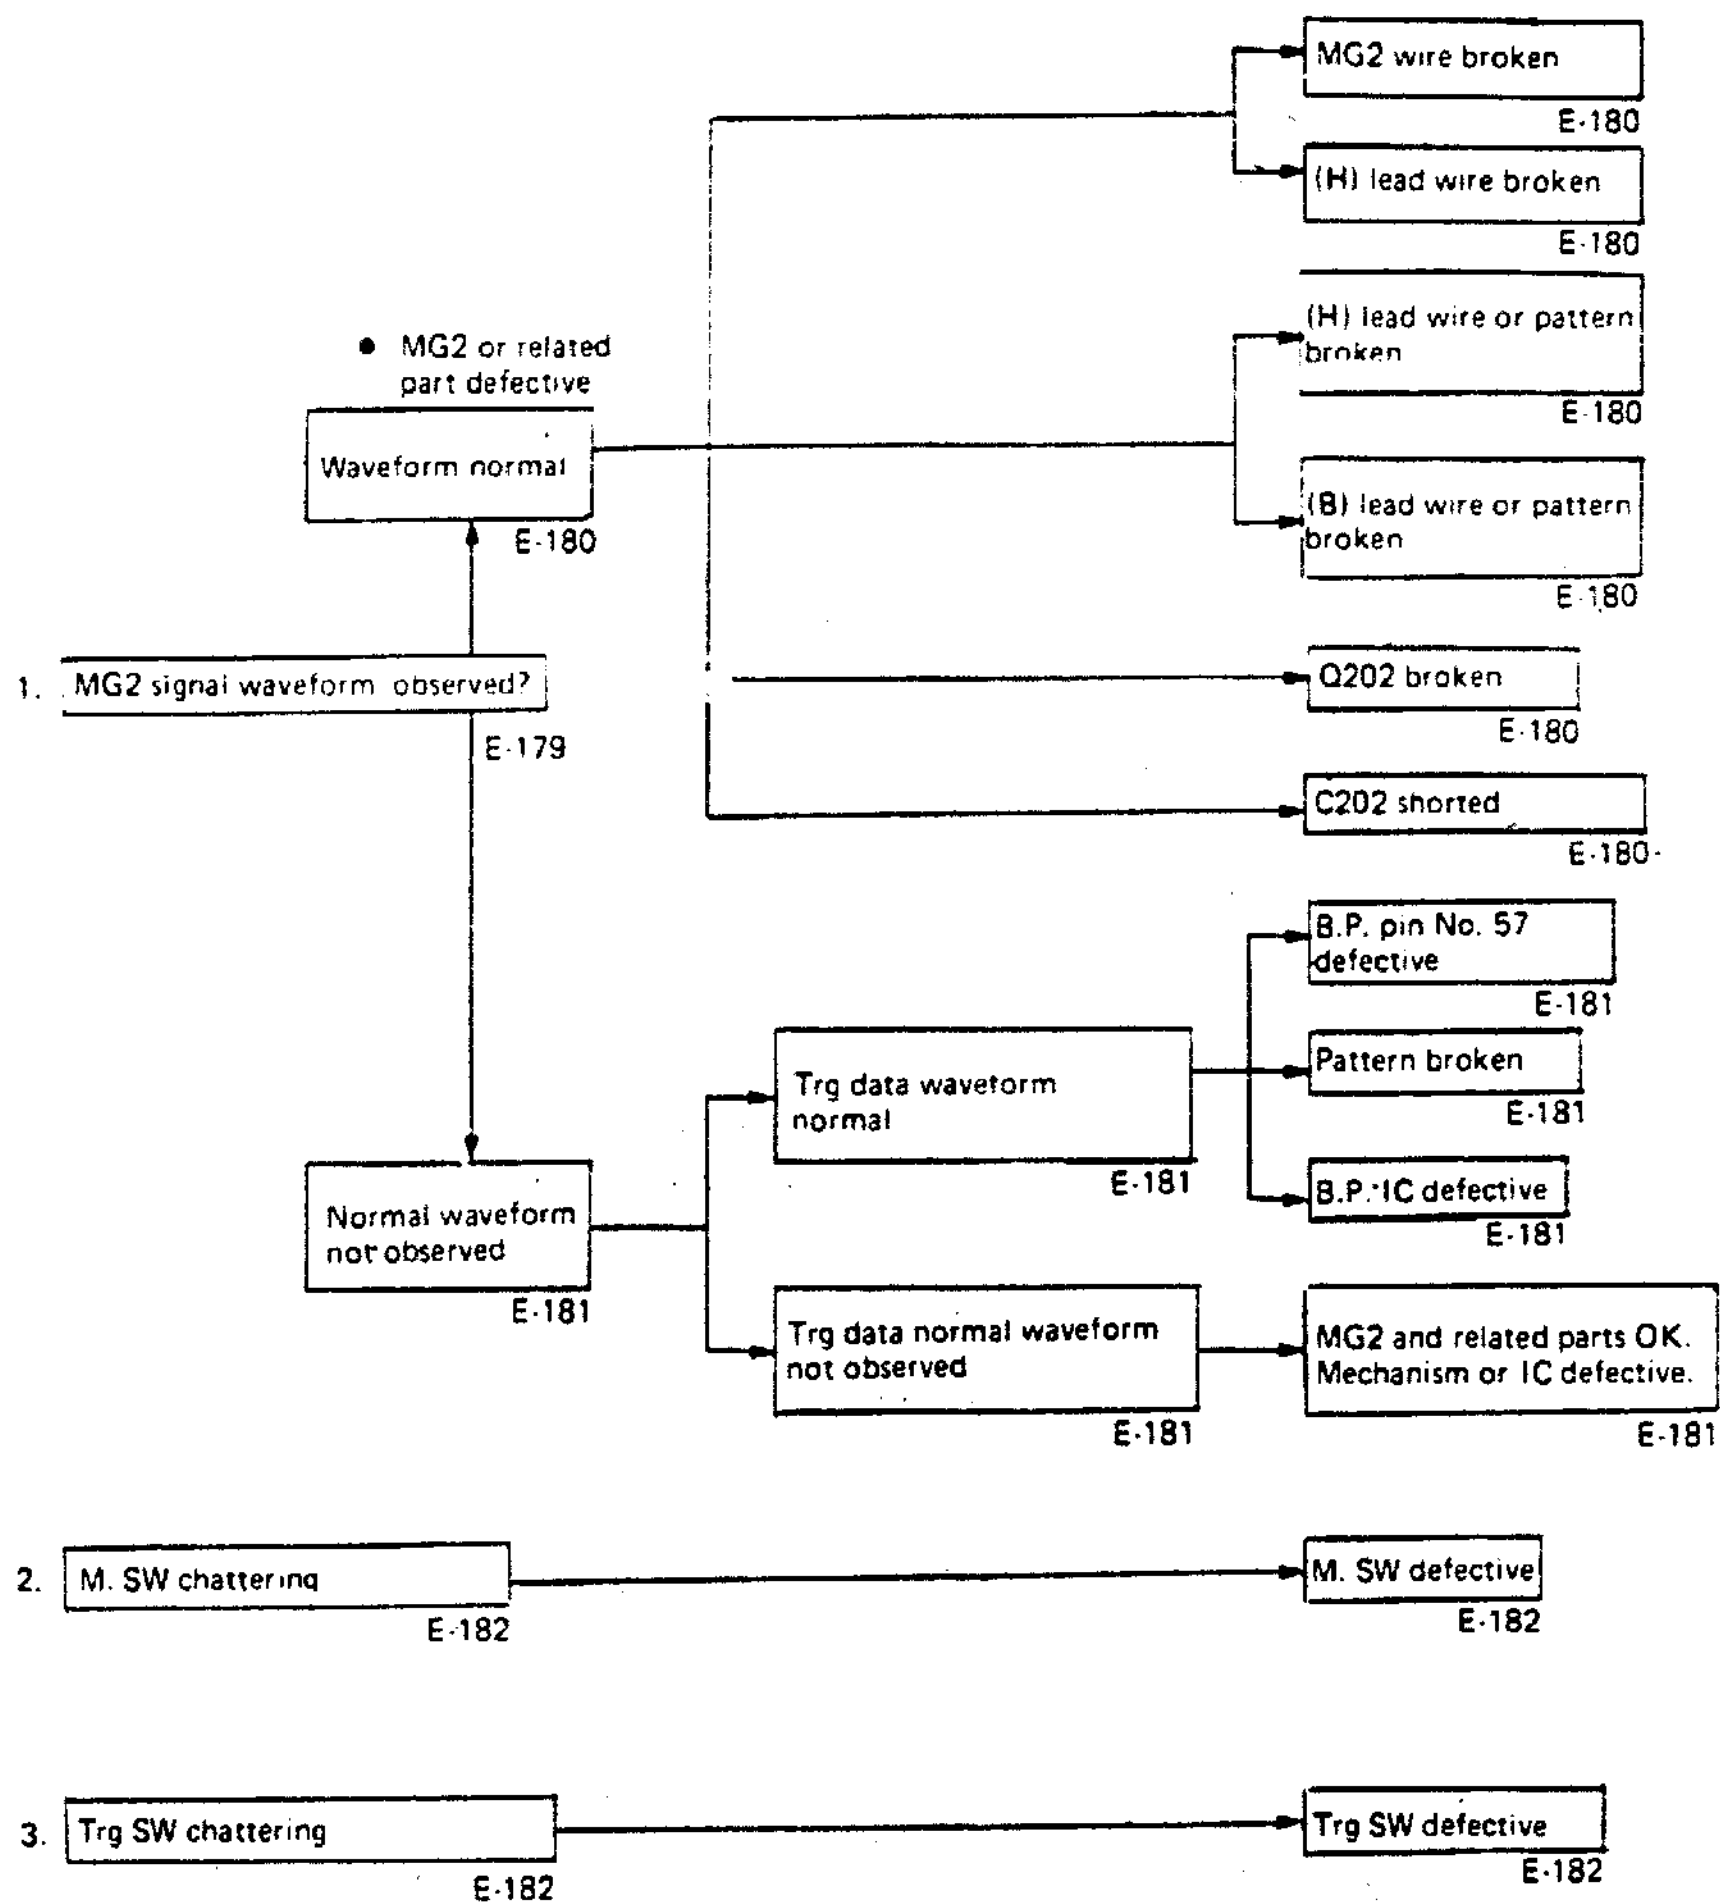 MG2 wire broken
E-180
(H) lead wire broken
E-180
(H) lead wire or pattern
broken
E-180
● MG2 or related
part defective
Waveform normal
E-180
(B) lead wire or pattern
broken
E-180
1. MG2 signal waveform observed?
E-179
Q202 broken
E-180
C202 shorted
E-180
B.P. pin No. 57
defective
E-181
Trg data waveform
normal
E-181
Pattern broken
E-181
B.P. IC defective
E-181
Normal waveform
not observed
E-181
Trg data normal waveform
not observed
E-181
MG2 and related parts OK.
Mechanism or IC defective.
E-181
2. M. SW chattering
E-182
M. SW defective
E-182
3. Trg SW chattering
E-182
Trg SW defective
E-182